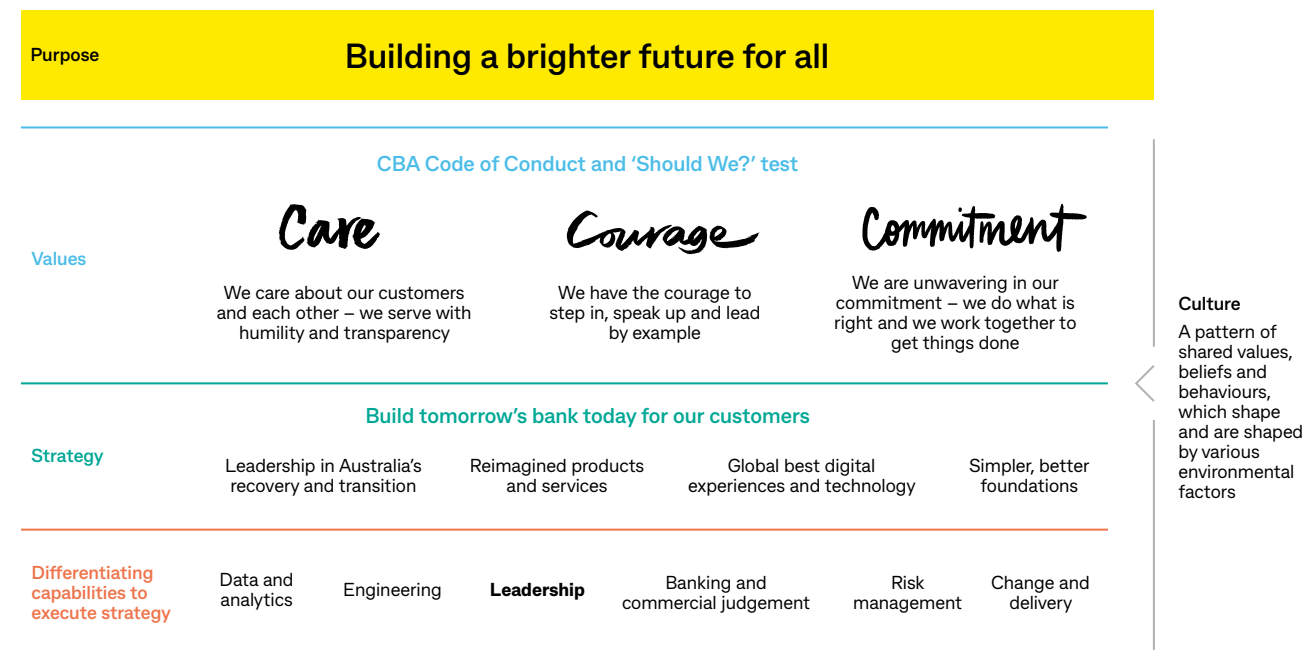 Purpose
Building a brighter future for all
CBA Code of Conduct and ‘Should We?’ test
Values
Care
We care about our customers
and each other – we serve with
humility and transparency
Courage
We have the courage to
step in, speak up and lead
by example
Commitment
We are unwavering in our
commitment – we do what is
right and we work together to
get things done
Build tomorrow’s bank today for our customers
Strategy
Leadership in Australia’s
recovery and transition
Reimagined products
and services
Global best digital
experiences and technology
Simpler, better
foundations
Differentiating
capabilities to
execute strategy
Data and
analytics
Engineering
Leadership
Banking and
commercial judgement
Risk
management
Change and
delivery
Culture
A pattern of
shared values,
beliefs and
behaviours,
which shape
and are shaped
by various
environmental
factors